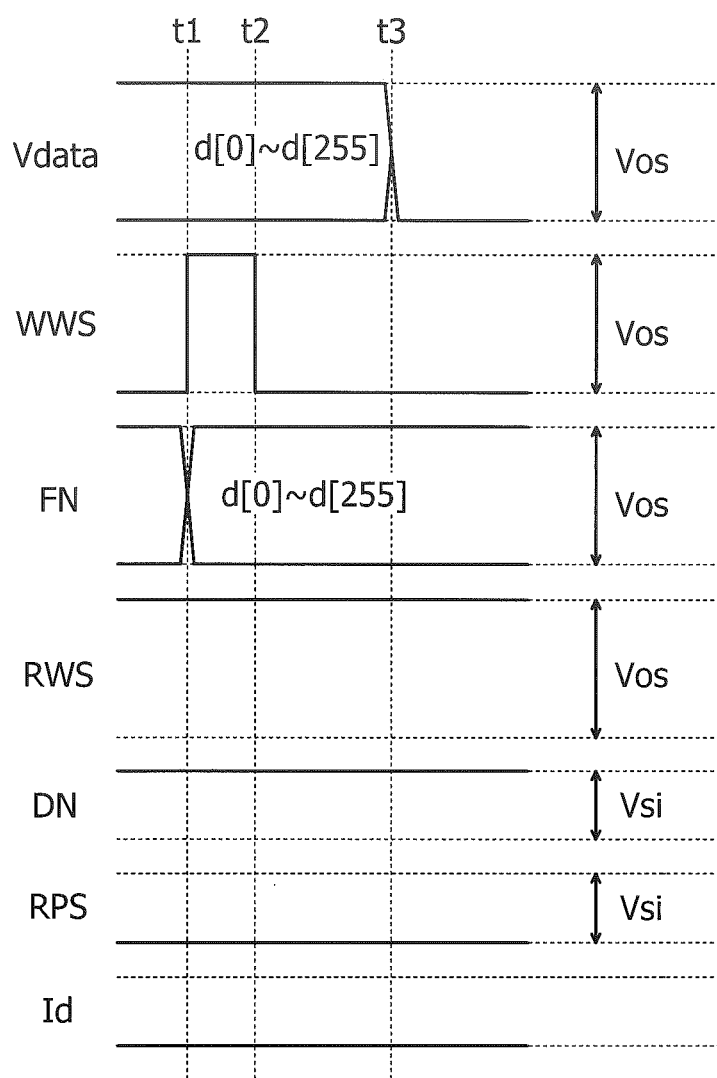 t1 t2 t3
Vdata d[0]~d[255] Vos
WWS Vos
FN d[0]~d[255] Vos
RWS Vos
DN Vsi
RPS Vsi
Id